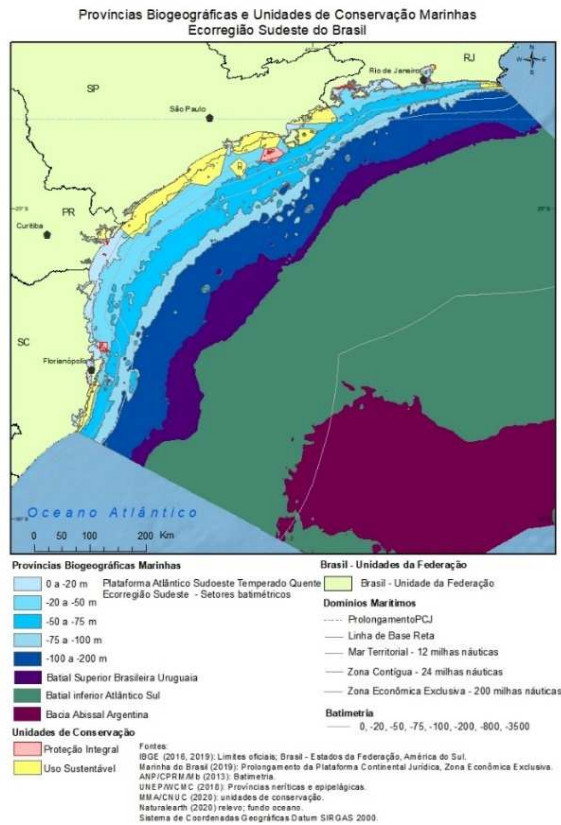 Províncias Biogeográficas e Unidades de Conservação Marinhas
Ecorregião Sudeste do Brasil
RJ
N
W
E
S
Rio de Janeiro
SP
São Paulo
PR
Curitiba
SC
Florianópolis
Oceano Atlântico
0 25 50 100 150 200 Km
Províncias Biogeográficas Marinhas
0 a -20 m
-20 a -50 m
-50 a -75 m
-75 a -100 m
-100 a -200 m
Plataforma Atlântico Sudoeste Temperado Quente
Ecorregião Sudeste - Setores batimétricos
Batial Superior Brasileira Uruguaia
Batial inferior Atlântico Sul
Bacia Abissal Argentina
Unidades de Conservação
Proteção Integral
Uso Sustentável
Brasil - Unidades da Federação
Brasil - Unidade da Federação
Dominios Marítimos
ProlongamentoPCJ
Linha de Base Reta
Mar Territorial - 12 milhas náuticas
Zona Contígua - 24 milhas náuticas
Zona Econômica Exclusiva - 200 milhas náuticas
Batimetria
0, -20, -50, -75, -100, -200, -800, -3500
Fontes:
IBGE (2016, 2019): Limites oficiais; Brasil - Estados da Federação, América do Sul.
Marinha do Brasil (2019): Prolongamento da Plataforma Continental Jurídica, Zona Econômica Exclusiva.
ANP/CPRM/Mb (2013): Batimetria.
UNEP/WCMC (2018): Províncias neríticas e epipelágicas.
MMA/CNUC (2020): unidades de conservação.
Naturalearth (2020) relevo; fundo oceano.
Sistema de Coordenadas Geográficas Datum SIRGAS 2000.